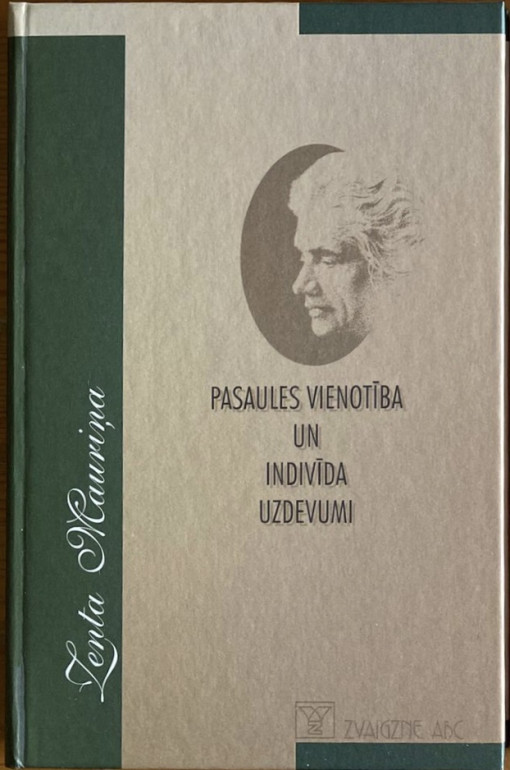 Zenta Mauriņa
PASAULES VIENOTĪBA
UN
INDIVĪDA
UZDEVUMI
ZVAIGZNE ABC